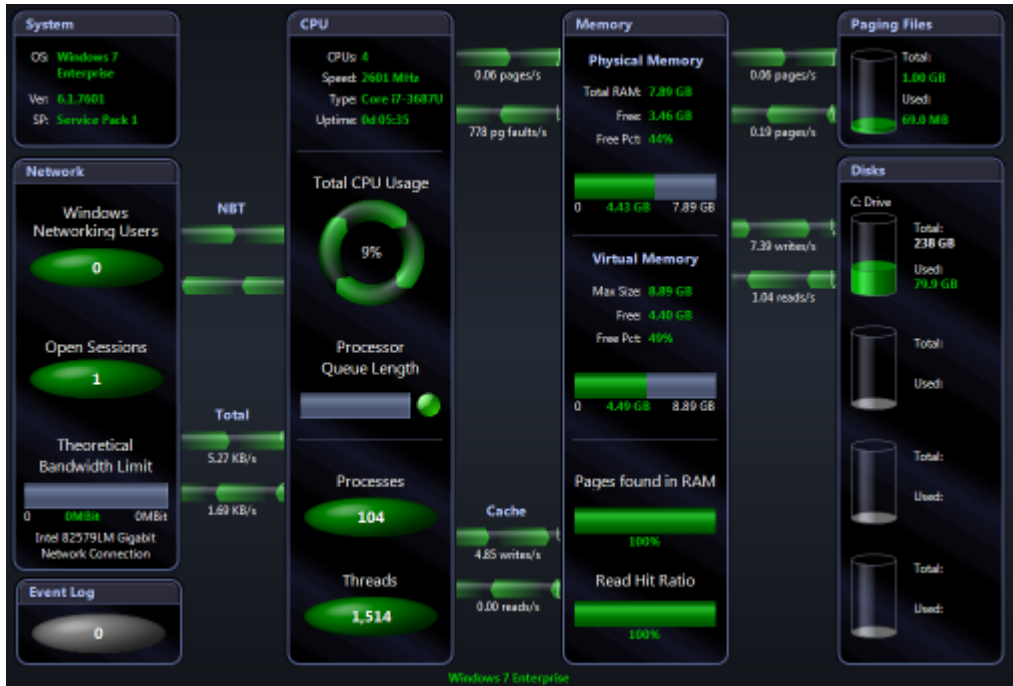 System
OS: Windows 7
Enterprise
Ver: 6.1.7601
SP: Service Pack 1
Network
Windows
Networking Users
0
Open Sessions
1
Theoretical
Bandwidth Limit
0 0MBit 0MBit
Intel 82579LM Gigabit
Network Connection
Event Log
0
NBT
Total
5.27 KB/s
1.69 KB/s
CPU
CPUs: 4
Speed: 2601 MHz
Type: Core i7-3687U
Uptime: 0d 05:35
Total CPU Usage
9%
Processor
Queue Length
Processes
104
Threads
1,514
0.06 pages/s
778 pg faults/s
Cache
4.85 writes/s
0.00 reads/s
Memory
Physical Memory
Total RAM: 7.89 GB
Free: 3.46 GB
Free Pct: 44%
0 4.43 GB 7.89 GB
Virtual Memory
Max Size: 8.89 GB
Free: 4.40 GB
Free Pct: 49%
0 4.49 GB 8.89 GB
Pages found in RAM
100%
Read Hit Ratio
100%
0.06 pages/s
0.19 pages/s
7.39 writes/s
1.04 reads/s
Paging Files
Total:
1.00 GB
Used:
69.0 MB
Disks
C: Drive
Total:
238 GB
Used:
79.9 GB
Total:
Used:
Total:
Used:
Total:
Used:
Windows 7 Enterprise